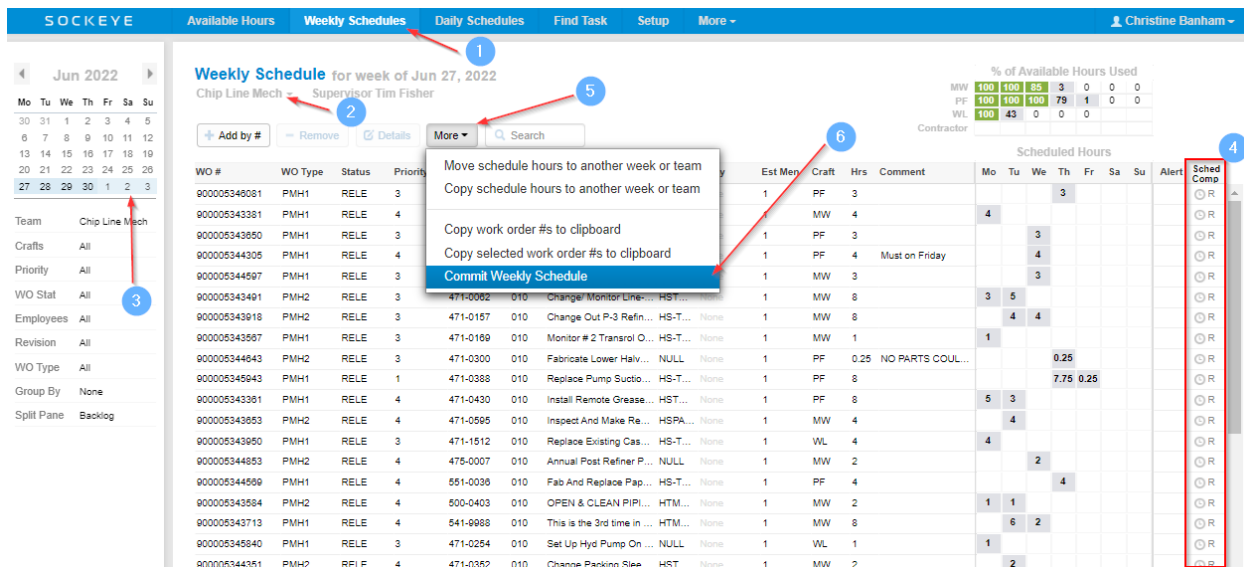 SOCKEYE Available Hours Weekly Schedules Daily Schedules Find Task Setup More Christine Banham
1
Jun 2022
Mo Tu We Th Fr Sa Su
30 31 1 2 3 4 5
6 7 8 9 10 11 12
13 14 15 16 17 18 19
20 21 22 23 24 25 26
27 28 29 30 1 2 3
Team Chip Line Mech
Crafts All
Priority All
WO Stat All
3
Employees All
Revision All
WO Type All
Group By None
Split Pane Backlog
Weekly Schedule for week of Jun 27, 2022
Chip Line Mech Supervisor Tim Fisher
2
5
% of Available Hours Used
MW 100 100 85 3 0 0 0
PF 100 100 100 79 1 0 0
WL 100 43 0 0 0
Contractor
+ Add by # − Remove Details More Search
6
4
Move schedule hours to another week or team
Copy schedule hours to another week or team
Copy work order #s to clipboard
Copy selected work order #s to clipboard
Commit Weekly Schedule
Scheduled Hours
WO # WO Type Status Priority y Est Men Craft Hrs Comment Mo Tu We Th Fr Sa Su Alert Sched Comp
900005346081 PMH1 RELE 3 1 PF 3 3 R
900005343381 PMH1 RELE 4 1 MW 4 4 R
900005343650 PMH1 RELE 3 1 PF 3 3 R
900005344305 PMH1 RELE 4 1 PF 4 Must on Friday 4 R
900005344597 PMH1 RELE 3 1 MW 3 3 R
900005343491 PMH2 RELE 3 471-0062 010 Change/ Monitor Line-... HST... None 1 MW 8 3 5 R
900005343918 PMH2 RELE 3 471-0157 010 Change Out P-3 Refin... HS-T... None 1 MW 8 4 4 R
900005343567 PMH1 RELE 3 471-0169 010 Monitor # 2 Transrol O... HS-T... None 1 MW 1 1 R
900005344643 PMH2 RELE 3 471-0300 010 Fabricate Lower Halv... NULL None 1 PF 0.25 NO PARTS COUL... 0.25 R
900005345943 PMH1 RELE 1 471-0388 010 Replace Pump Suctio... HS-T... None 1 PF 8 7.75 0.25 R
900005343361 PMH1 RELE 4 471-0430 010 Install Remote Grease... HST... None 1 PF 8 5 3 R
900005343653 PMH2 RELE 4 471-0595 010 Inspect And Make Re... HSPA... None 1 MW 4 4 R
900005343950 PMH1 RELE 3 471-1512 010 Replace Existing Cas... HS-T... None 1 WL 4 4 R
900005344853 PMH2 RELE 4 475-0007 010 Annual Post Refiner P... NULL None 1 MW 2 2 R
900005344569 PMH1 RELE 4 551-0036 010 Fab And Replace Pap... HS-T... None 1 PF 4 4 R
900005343584 PMH2 RELE 4 500-0403 010 OPEN & CLEAN PIPI... HTM... None 1 MW 2 1 1 R
900005343713 PMH1 RELE 4 541-9988 010 This is the 3rd time in ... HTM... None 1 MW 8 6 2 R
900005345840 PMH1 RELE 3 471-0254 010 Set Up Hyd Pump On ... NULL None 1 WL 1 1 R
900005344351 PMH2 RELE 4 471-0352 010 Change Packing Slee... HST... None 1 MW 2 2 R